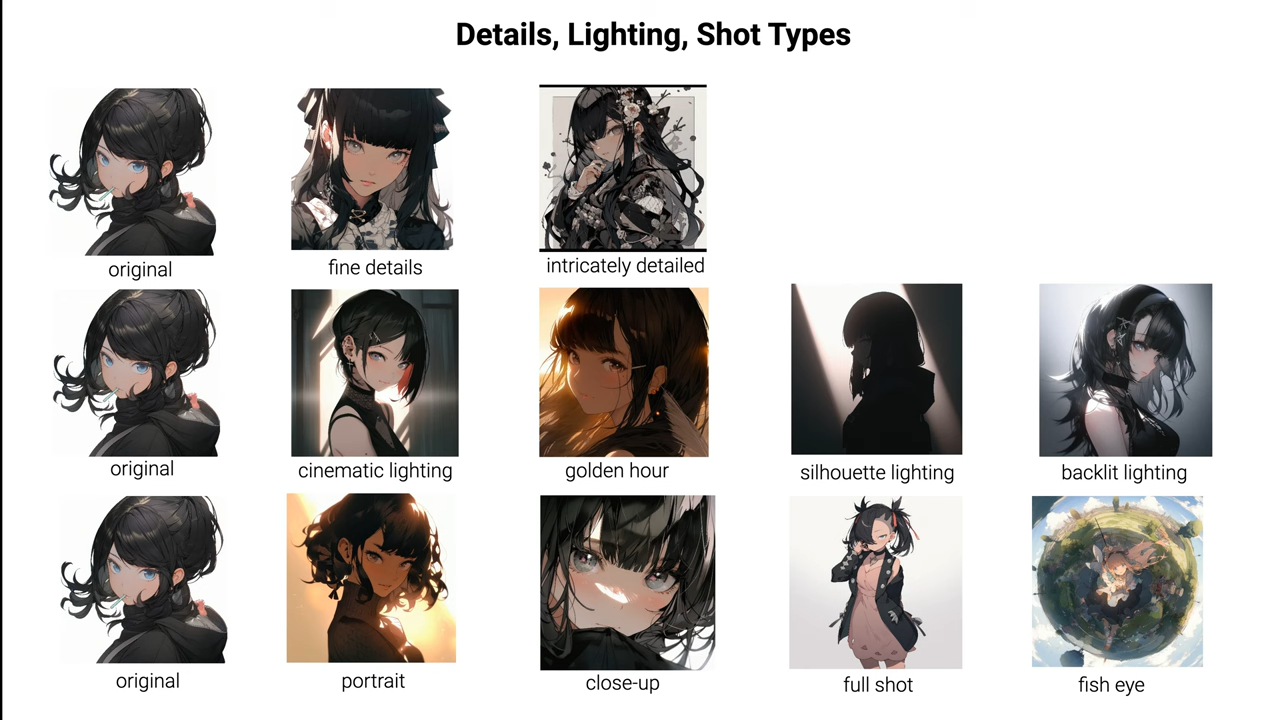 Details, Lighting, Shot Types
original
fine details
intricately detailed
original
cinematic lighting
golden hour
silhouette lighting
backlit lighting
original
portrait
close-up
full shot
fish eye